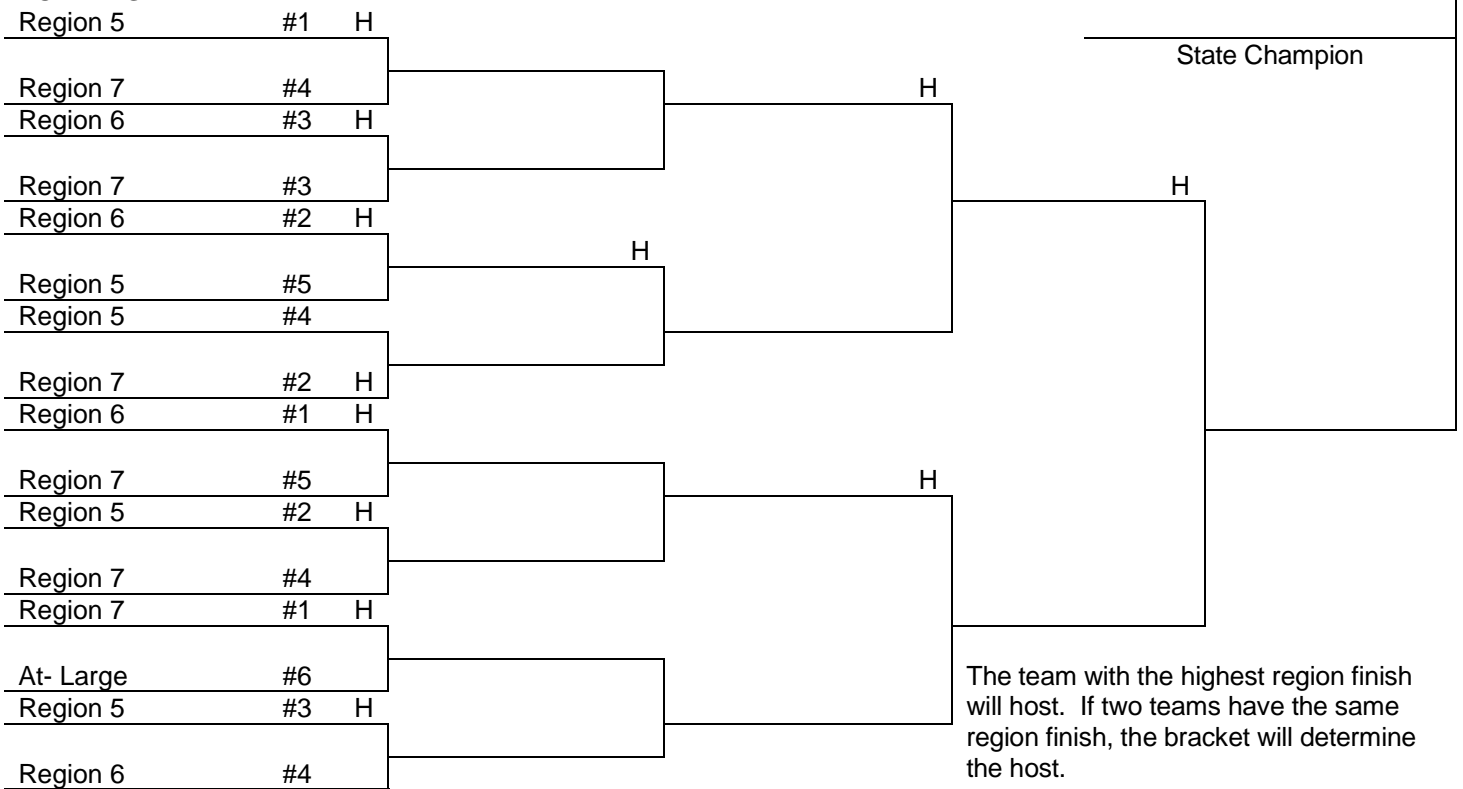 Region 5 #1 H
State Champion
Region 7 #4 H
Region 6 #3 H
Region 7 #3 H
Region 6 #2 H
H
Region 5 #5
Region 5 #4
Region 7 #2 H
Region 6 #1 H
Region 7 #5 H
Region 5 #2 H
Region 7 #4
Region 7 #1 H
At- Large #6
Region 5 #3 H
Region 6 #4
The team with the highest region finish
will host. If two teams have the same
region finish, the bracket will determine
the host.